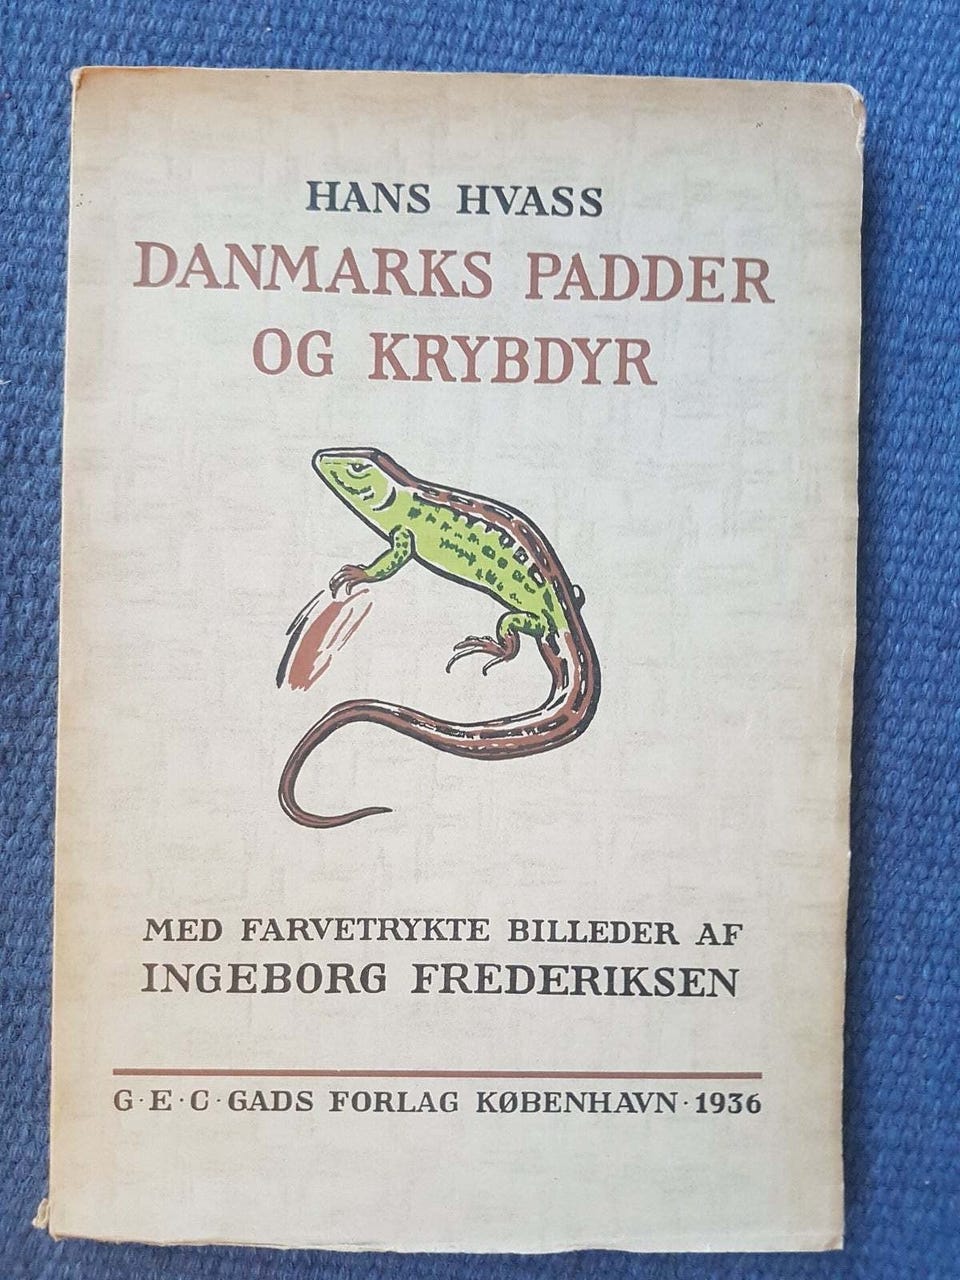 HANS HVASS
DANMARKS PADDER
OG KRYBDYR
MED FARVETRYKTE BILLEDER AF
INGEBORG FREDERIKSEN
G·E·C·GADS FORLAG KØBENHAVN·1936